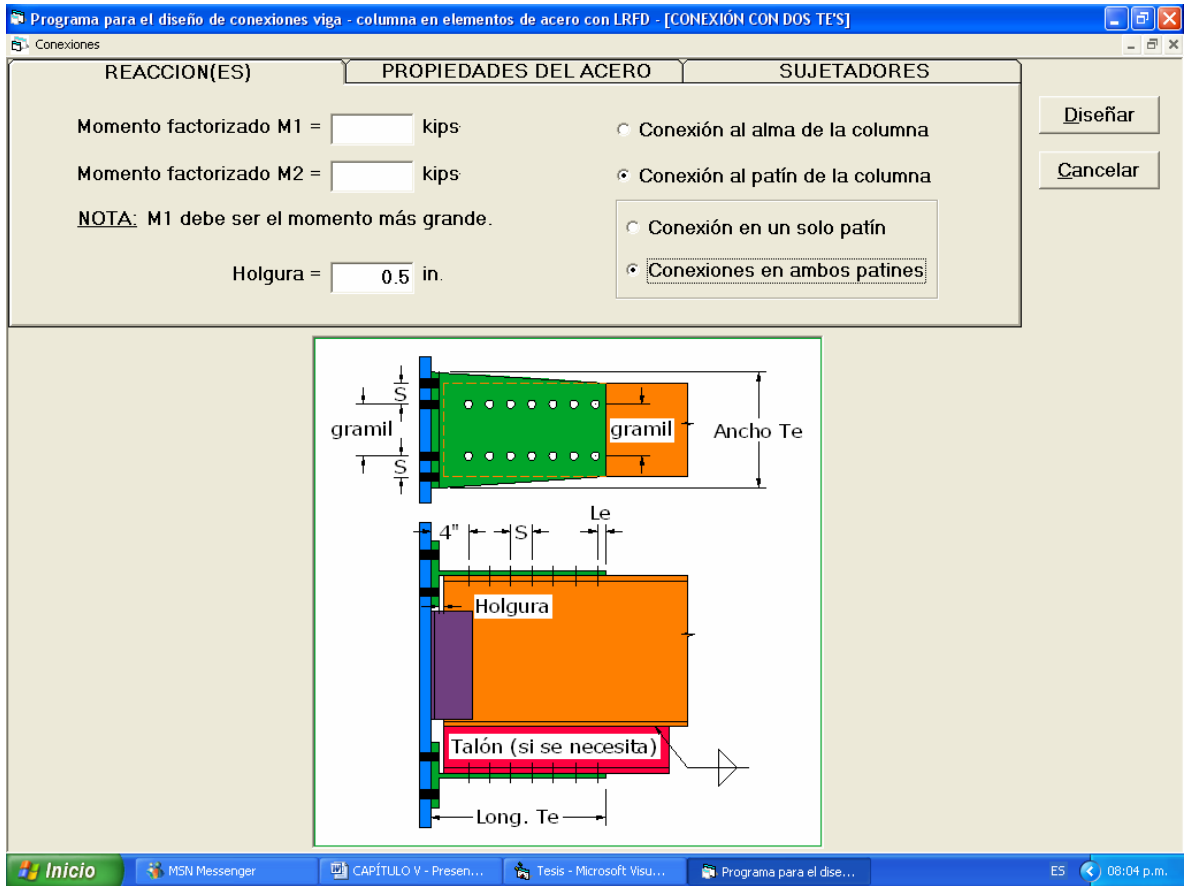 Programa para el diseño de conexiones viga - columna en elementos de acero con LRFD - [CONEXIÓN CON DOS TE'S]
Conexiones
REACCION(ES)
PROPIEDADES DEL ACERO
SUJETADORES
Momento factorizado M1 = kips
Momento factorizado M2 = kips
NOTA: M1 debe ser el momento más grande.
Holgura = 0.5 in.
Conexión al alma de la columna
Conexión al patín de la columna
Conexión en un solo patín
Conexiones en ambos patines
Diseñar
Cancelar
S
gramil
S
gramil
Ancho Te
Le
4" S
Holgura
Talón (si se necesita)
Long. Te
Inicio
MSN Messenger
CAPÍTULO V - Presen...
Tesis - Microsoft Visu...
Programa para el dise...
ES
08:04 p.m.